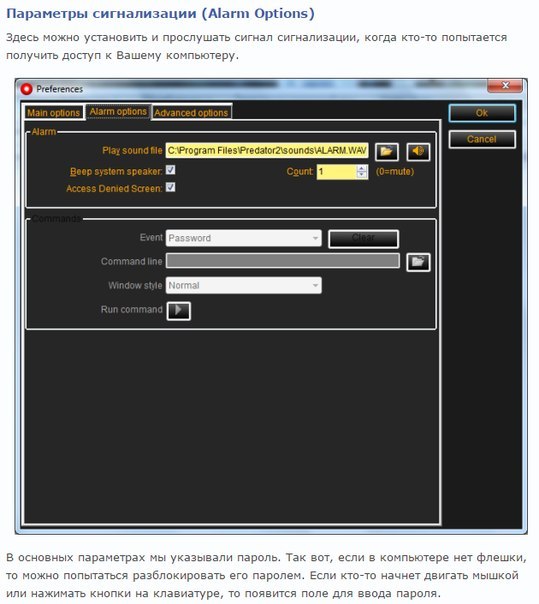 Параметры сигнализации (Alarm Options)
Здесь можно установить и прослушать сигнал сигнализации, когда кто-то попытается
получить доступ к Вашему компьютеру.
Preferences
Main options Alarm options Advanced options
Ok
Cancel
Alarm
Play sound file C:\Program Files\Predator2\sounds\ALARM.WAV
Beep system speaker: Count: 1 (0=mute)
Access Denied Screen:
Commands
Event Password Clear
Command line
Window style Normal
Run command
В основных параметрах мы указывали пароль. Так вот, если в компьютере нет флешки,
то можно попытаться разблокировать его паролем. Если кто-то начнет двигать мышкой
или нажимать кнопки на клавиатуре, то появится поле для ввода пароля.